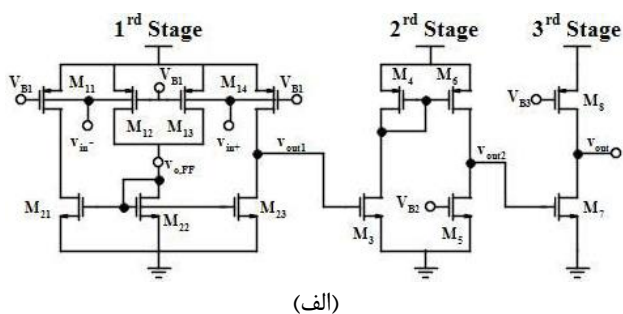 1rd Stage 2rd Stage 3rd Stage
VB1 M11 VB1 M14 VB1 M4 M6
M12 M13 VB3 M8
vin- vin+
vo,FF vout1 vout2 vout
M21 M22 M23 M3 VB2 M5 M7
(الف)